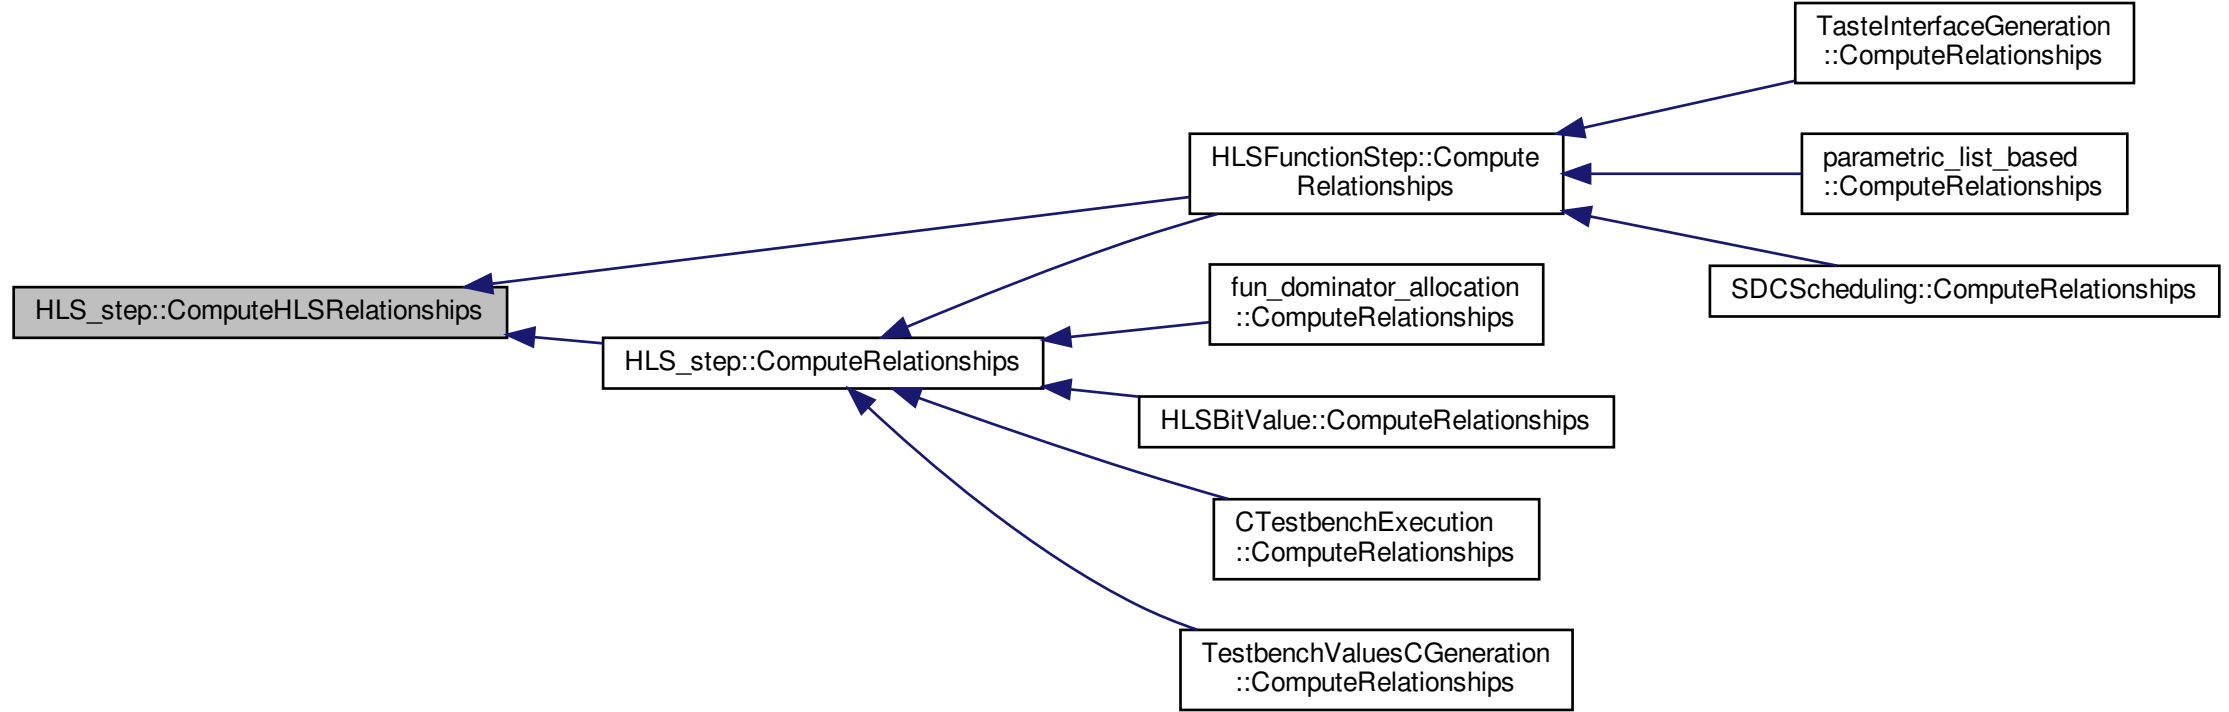 TasteInterfaceGeneration
::ComputeRelationships
HLSFunctionStep::Compute
Relationships
parametric_list_based
::ComputeRelationships
SDCScheduling::ComputeRelationships
HLS_step::ComputeHLSRelationships
fun_dominator_allocation
::ComputeRelationships
HLS_step::ComputeRelationships
HLSBitValue::ComputeRelationships
CTestbenchExecution
::ComputeRelationships
TestbenchValuesCGeneration
::ComputeRelationships